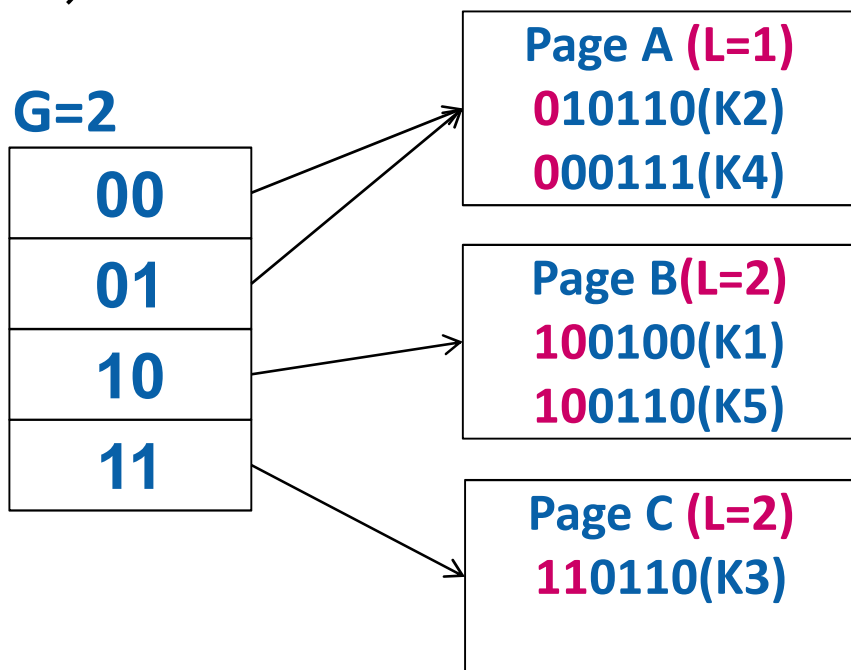 G=2
00
01
10
11
Page A (L=1)
010110(K2)
000111(K4)
Page B(L=2)
100100(K1)
100110(K5)
Page C (L=2)
110110(K3)